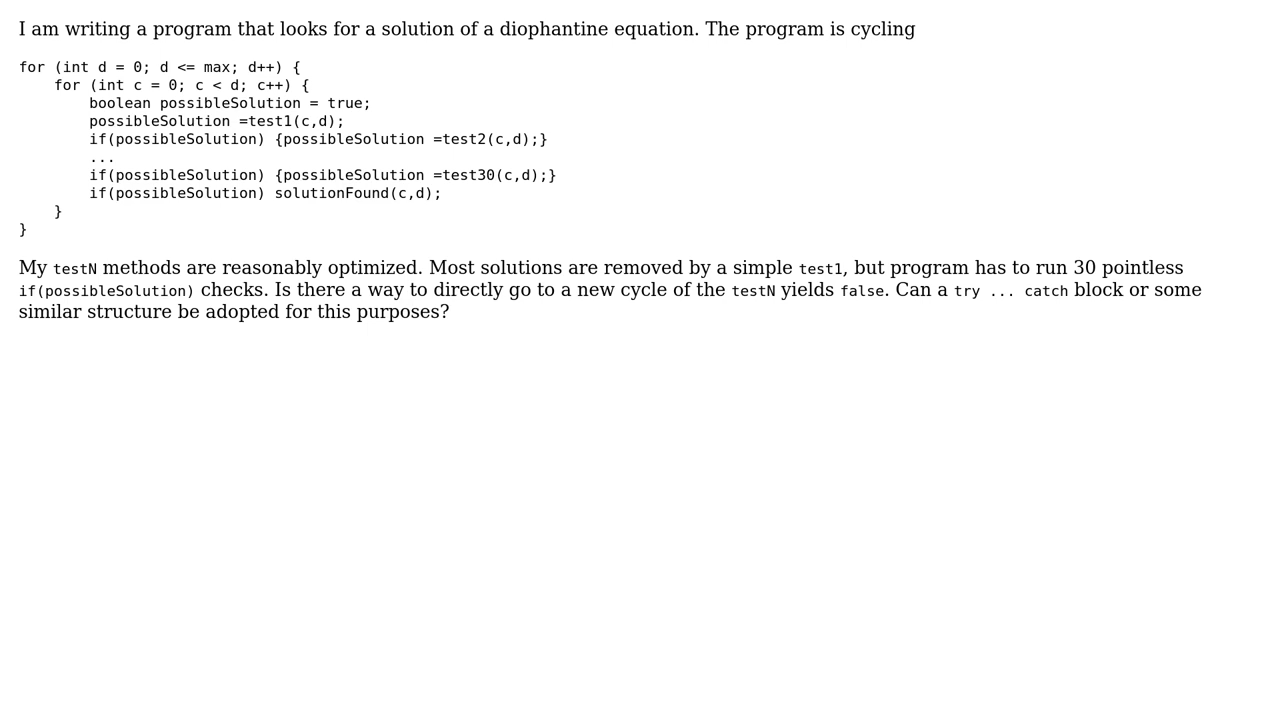 I am writing a program that looks for a solution of a diophantine equation. The program is cycling
for (int d = 0; d <= max; d++) {
    for (int c = 0; c < d; c++) {
        boolean possibleSolution = true;
        possibleSolution =test1(c,d);
        if(possibleSolution) {possibleSolution =test2(c,d);}
        ...
        if(possibleSolution) {possibleSolution =test30(c,d);}
        if(possibleSolution) solutionFound(c,d);
    }
}
My testN methods are reasonably optimized. Most solutions are removed by a simple test1, but program has to run 30 pointless
if(possibleSolution) checks. Is there a way to directly go to a new cycle of the testN yields false. Can a try ... catch block or some
similar structure be adopted for this purposes?